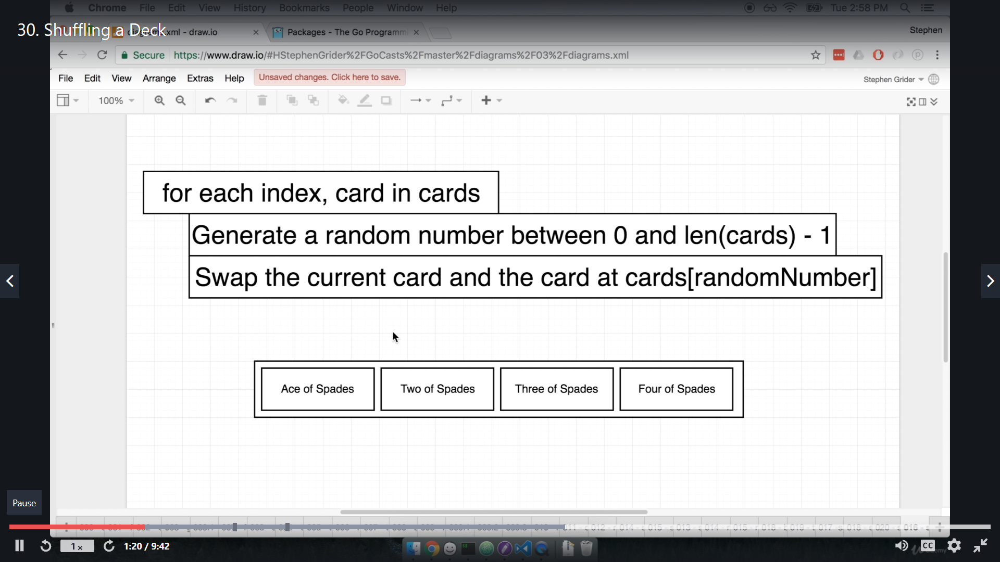 Chrome File Edit View History Bookmarks People Window Help Tue 2:58 PM
30. Shuffling a Deck
xml - draw.io Packages - The Go Programmi Stephen
Secure https://www.draw.io/#HStephenGrider%2FGoCasts%2Fmaster%2Fdiagrams%2F03%2Fdiagrams.xml
File Edit View Arrange Extras Help Unsaved changes. Click here to save. Stephen Grider
100%
for each index, card in cards
Generate a random number between 0 and len(cards) - 1
Swap the current card and the card at cards[randomNumber]
Ace of Spades Two of Spades Three of Spades Four of Spades
Pause
1 x 1:20 / 9:42 CC